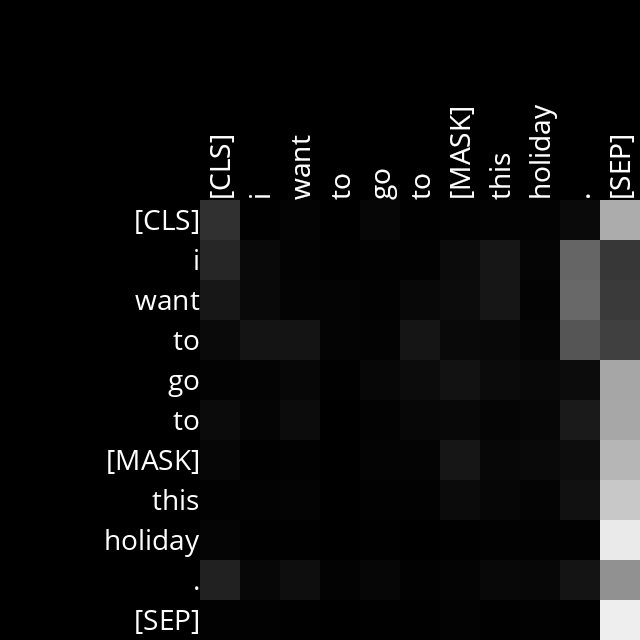 [CLS] i want to go to [MASK] this holiday . [SEP]
[CLS]
i
want
to
go
to
[MASK]
this
holiday
.
[SEP]